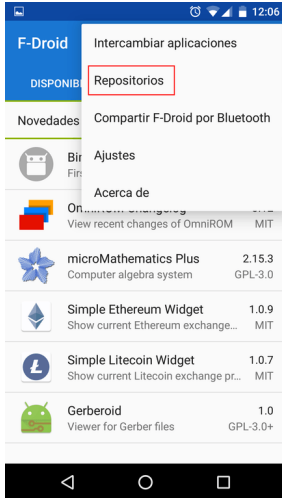 12:06
F-Droid
Intercambiar aplicaciones
DISPONIB
Repositorios
Novedades
Compartir F-Droid por Bluetooth
Ajustes
Acerca de
Bir
Firs
View recent changes of OmniROM MIT
microMathematics Plus 2.15.3
Computer algebra system GPL-3.0
Simple Ethereum Widget 1.0.9
Show current Ethereum exchange... MIT
Simple Litecoin Widget 1.0.7
Show current Litecoin exchange pr... MIT
Gerberoid 1.0
Viewer for Gerber files GPL-3.0+